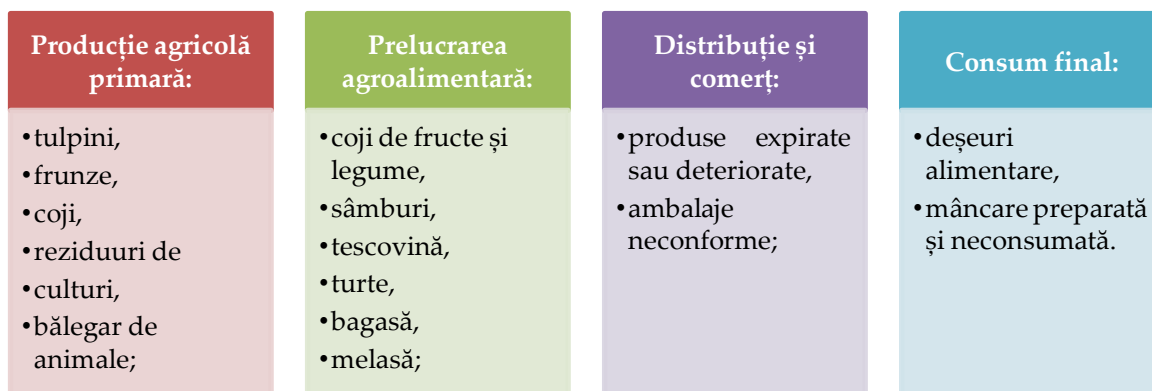 Producție agricolă
primară:
•tulpini,
•frunze,
•coji,
•reziduuri de
•culturi,
•bălegar de
animale;
Prelucrarea
agroalimentară:
•coji de fructe și
legume,
•sâmburi,
•tescovină,
•turte,
•bagasă,
•melasă;
Distribuție și
comerț:
•produse expirate
sau deteriorate,
•ambalaje
neconforme;
Consum final:
•deșeuri
alimentare,
•mâncare preparată
și neconsumată.